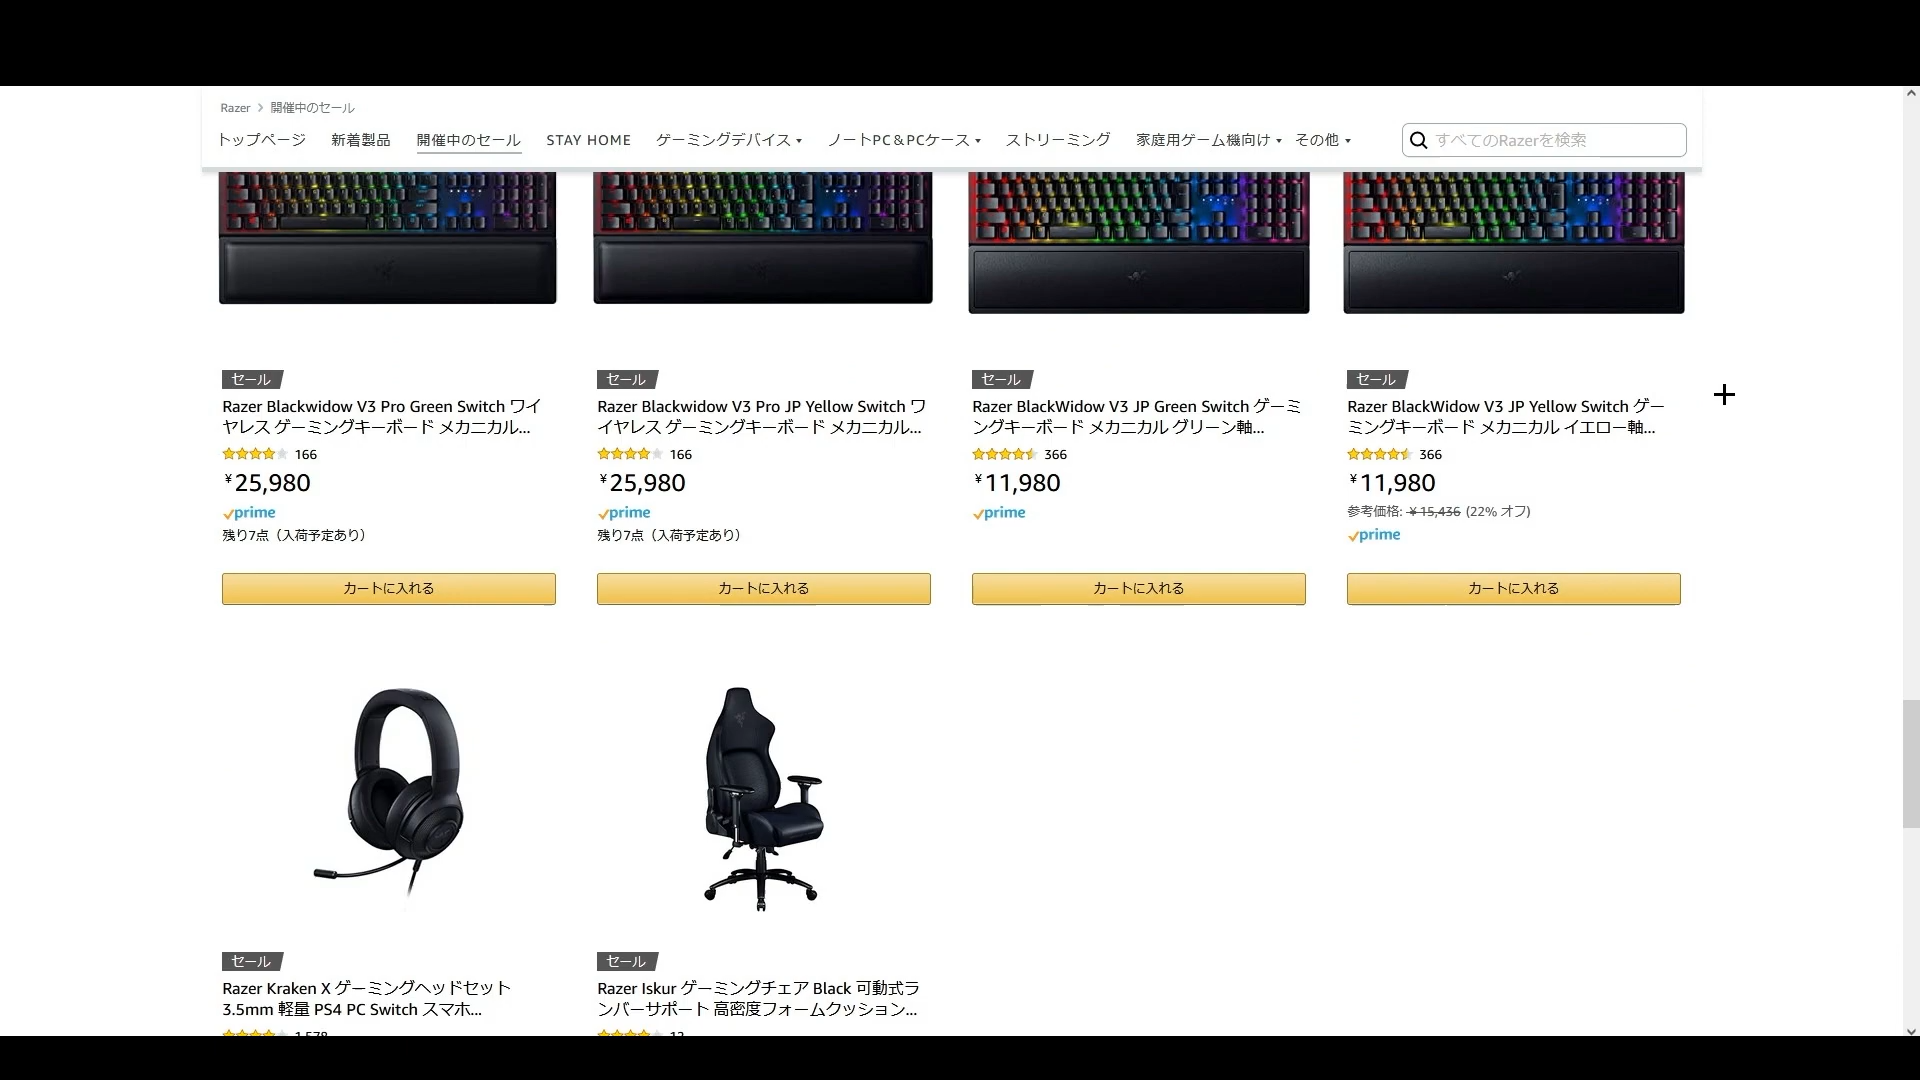 Razer > 開催中のセール
トップページ 新着製品 開催中のセール STAY HOME ゲーミングデバイス ノートPC&PCケース ストリーミング 家庭用ゲーム機向け その他 すべてのRazerを検索
セール セール セール セール
Razer Blackwidow V3 Pro Green Switch ワイ
ヤレス ゲーミングキーボード メカニカル...
166
¥25,980
prime
残り7点（入荷予定あり）
カートに入れる
Razer Blackwidow V3 Pro JP Yellow Switch ワ
イヤレス ゲーミングキーボード メカニカル...
166
¥25,980
prime
残り7点（入荷予定あり）
カートに入れる
Razer BlackWidow V3 JP Green Switch ゲーミ
ングキーボード メカニカル グリーン軸...
366
¥11,980
prime
カートに入れる
Razer BlackWidow V3 JP Yellow Switch ゲー
ミングキーボード メカニカル イエロー軸...
366
¥11,980
参考価格: ¥15,436 (22% オフ)
prime
カートに入れる
セール
Razer Kraken X ゲーミングヘッドセット
3.5mm 軽量 PS4 PC Switch スマホ...
1,578
セール
Razer Iskur ゲーミングチェア Black 可動式ラ
ンバーサポート 高密度フォームクッション...